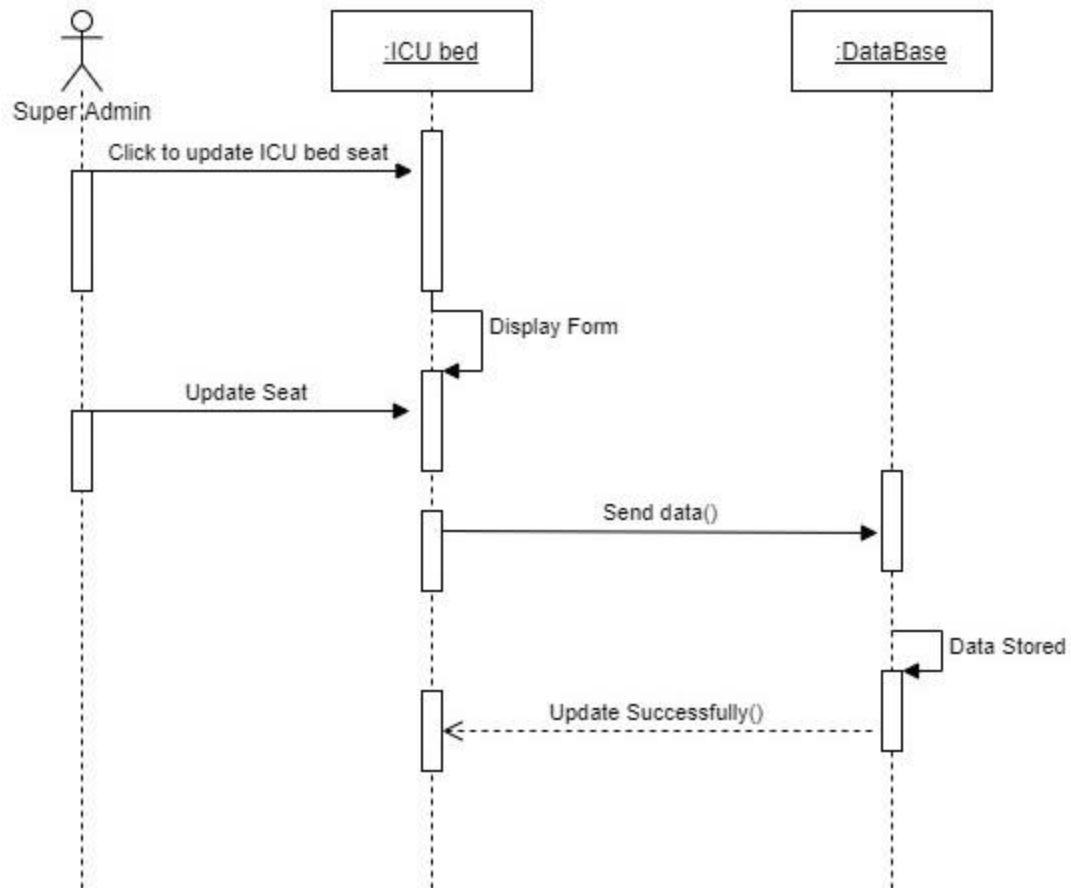 :ICU bed
:DataBase
Super Admin
Click to update ICU bed seat
Display Form
Update Seat
Send data()
Data Stored
Update Successfully()